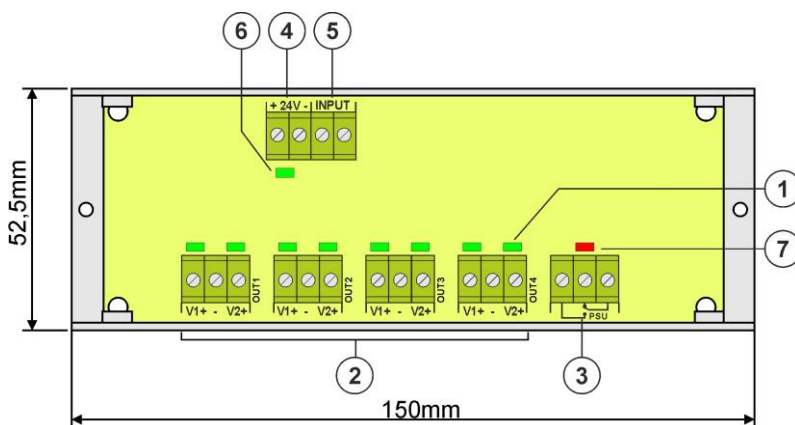 6 4 5
+ 24V - INPUT
1
52,5mm
7
OUT1 OUT2 OUT3 OUT4
V1+ - V2+ V1+ - V2+ V1+ - V2+ V1+ - V2+ PSU
2 3
150mm